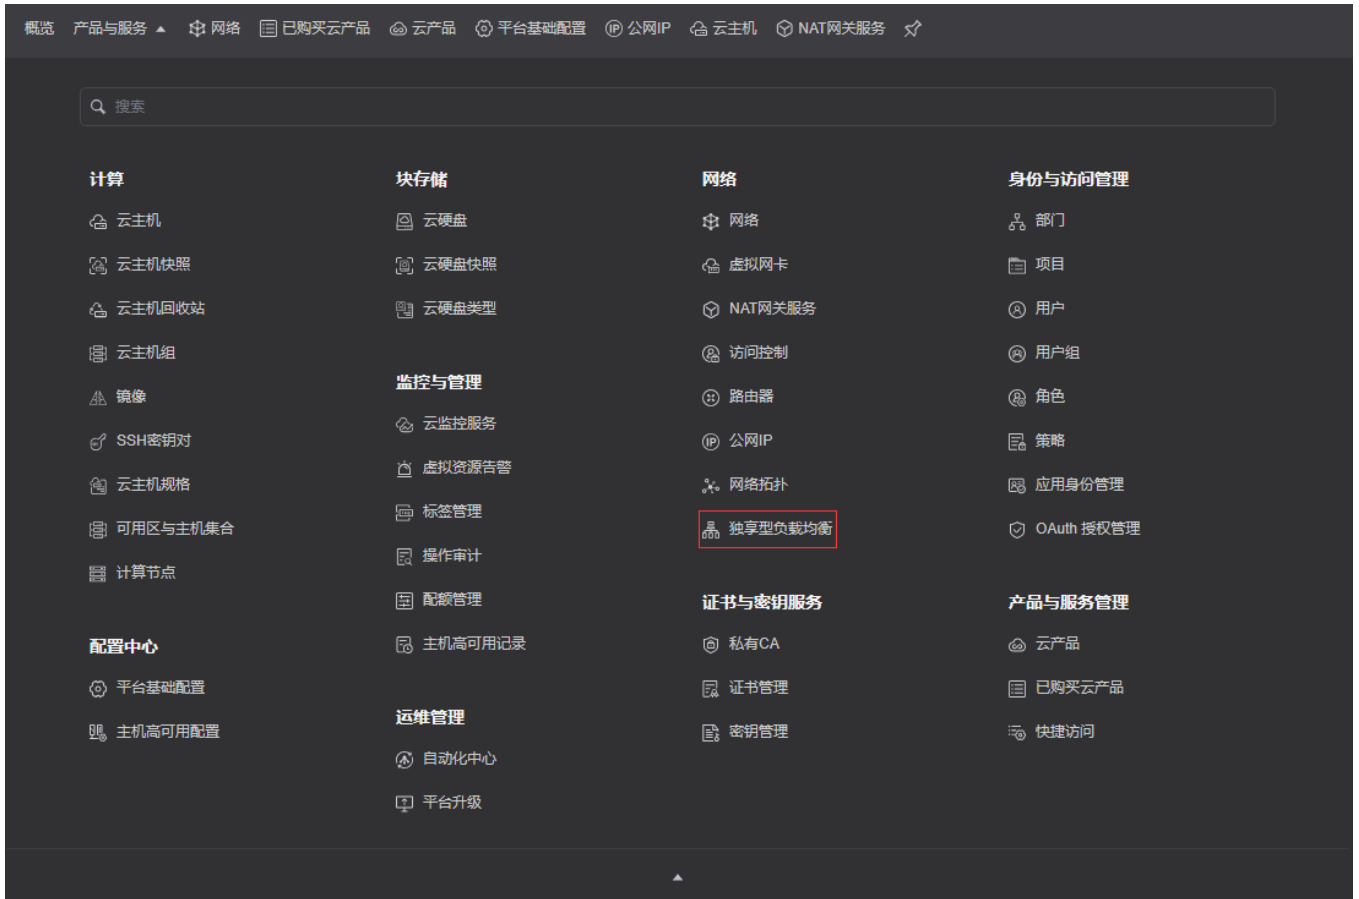 概览 产品与服务 网络 已购买云产品 云产品 平台基础配置 公网IP 云主机 NAT网关服务
搜索
计算
云主机
云主机快照
云主机回收站
云主机组
镜像
SSH密钥对
云主机规格
可用区与主机集合
计算节点
配置中心
平台基础配置
主机高可用配置
块存储
云硬盘
云硬盘快照
云硬盘类型
监控与管理
云监控服务
虚拟资源告警
标签管理
操作审计
配额管理
主机高可用记录
运维管理
自动化中心
平台升级
网络
网络
虚拟网卡
NAT网关服务
访问控制
路由器
公网IP
网络拓扑
独享型负载均衡
证书与密钥服务
私有CA
证书管理
密钥管理
身份与访问管理
部门
项目
用户
用户组
角色
策略
应用身份管理
OAuth 授权管理
产品与服务管理
云产品
已购买云产品
快捷访问